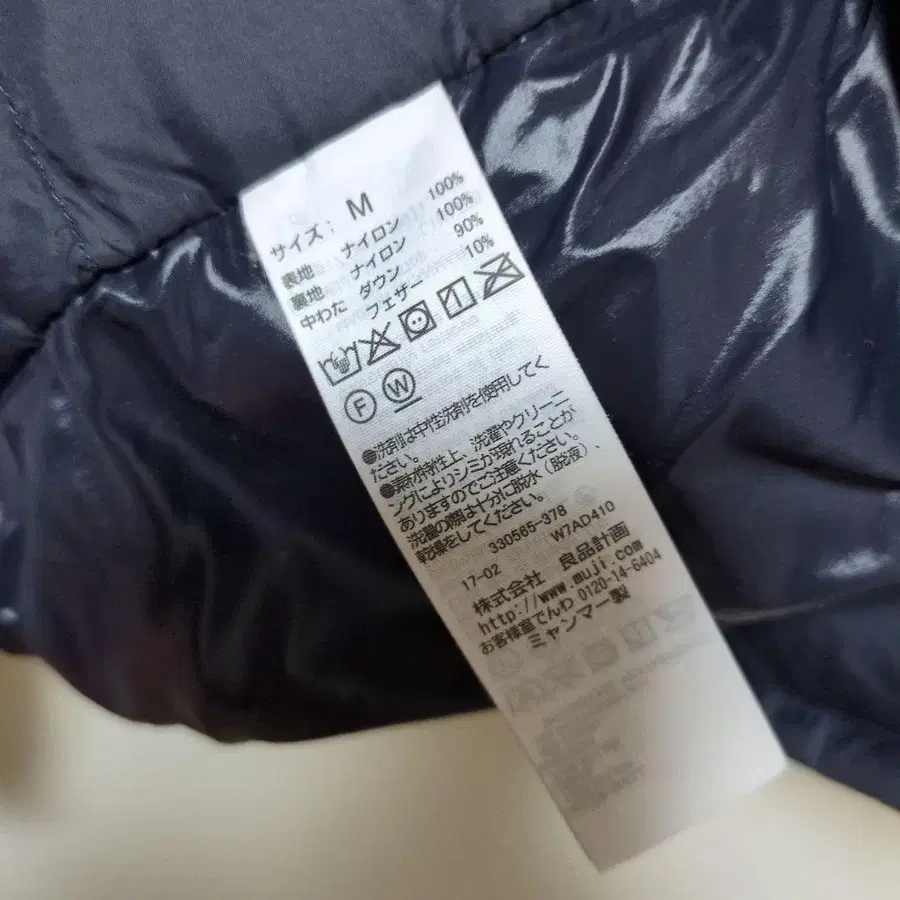 サイズ: M
表地 ナイロン 100%
裏地 ナイロン 100%
中わた ダウン 90%
フェザー 10%
F W
●洗剤は中性洗剤を使用してく
ださい。
●素材特性上、洗濯やクリーニ
ングによりシミが現れることが
ありますのでご注意ください。
洗濯の際は十分に脱水(脱液)、
乾燥をしてください。
330565-378
17-02 W7AD410
株式会社 良品計画
http://www.muji.com
お客様室でんわ 0120-14-6404
ミャンマー製